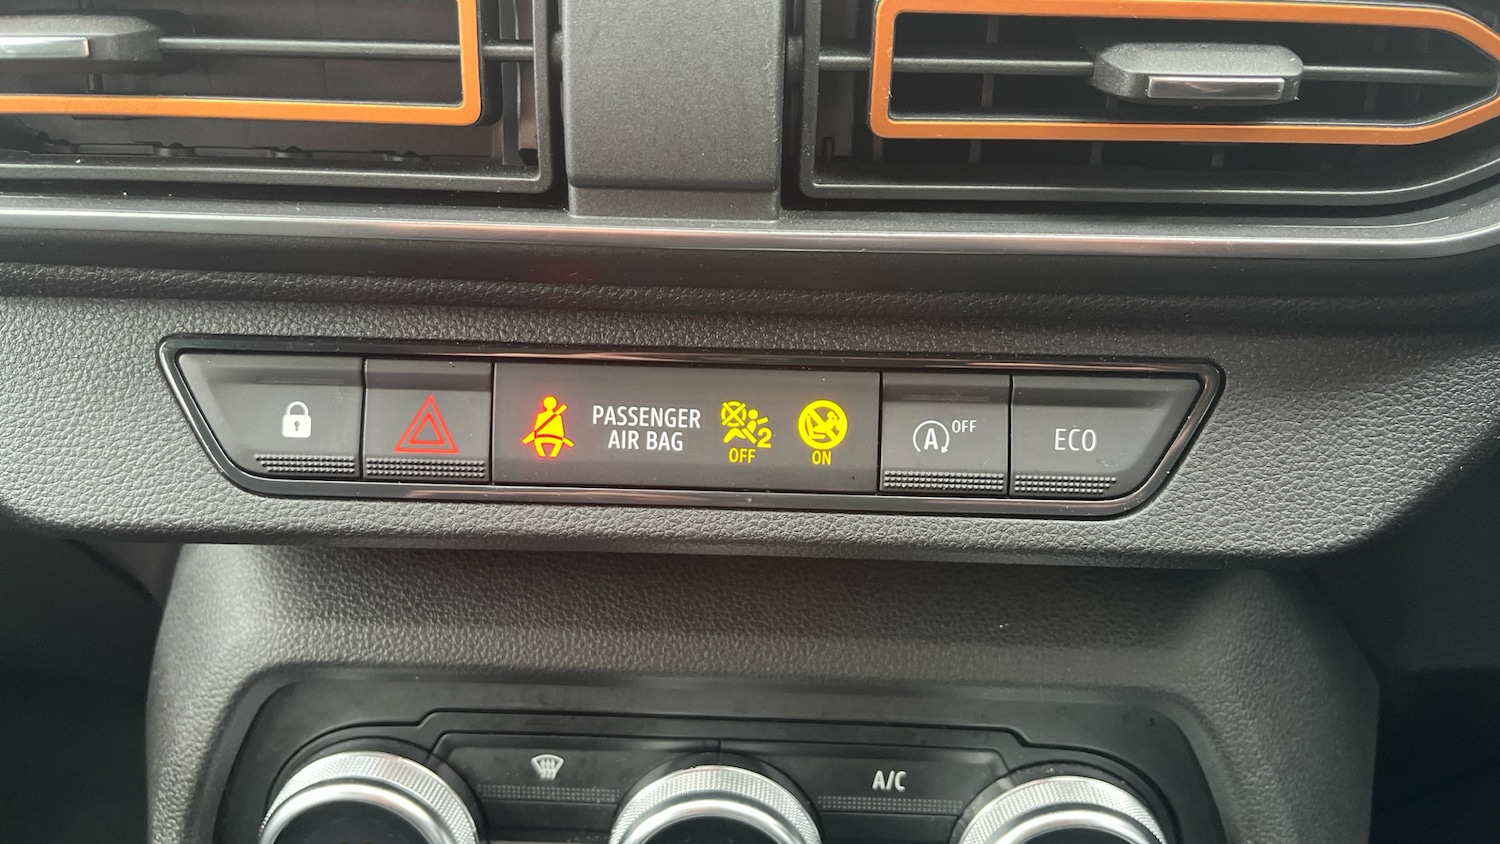 PASSENGER
AIR BAG
2
OFF
ON
A OFF
ECO
A/C